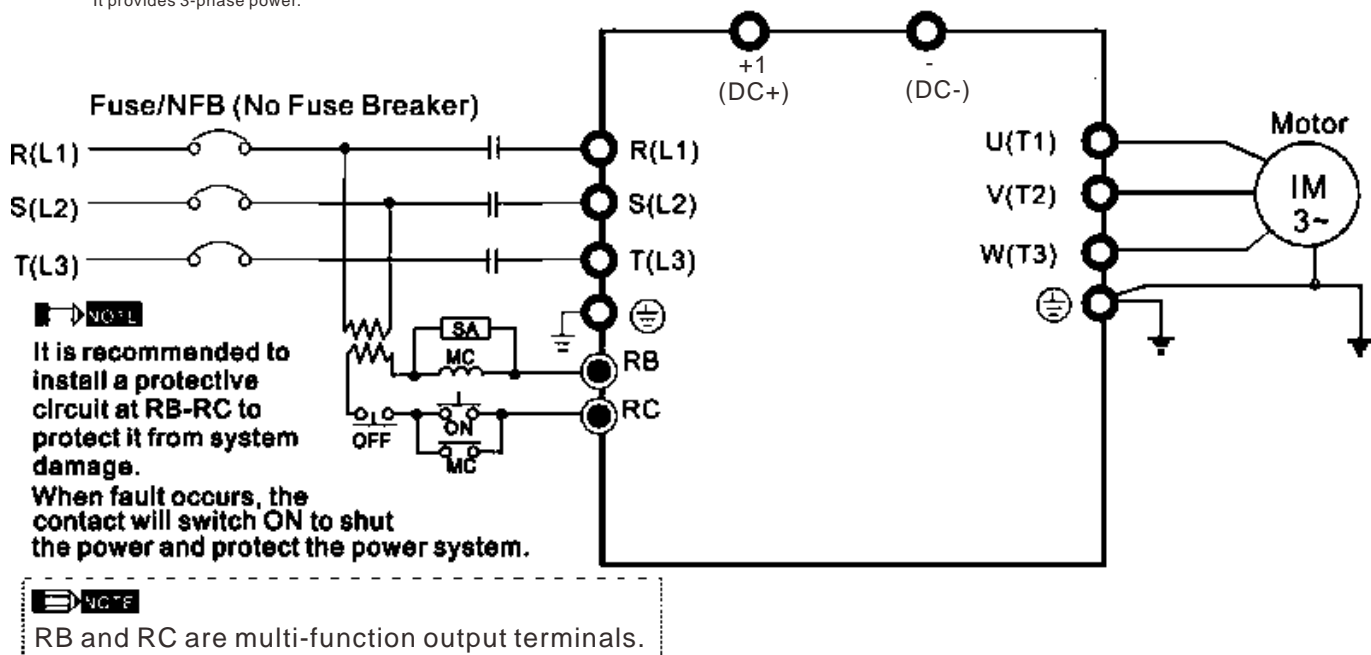 It provides 3-phase power.
+1
(DC+)
-
(DC-)
Fuse/NFB (No Fuse Breaker)
R(L1)
S(L2)
T(L3)
R(L1)
S(L2)
T(L3)
U(T1)
V(T2)
W(T3)
Motor
IM
3~
NOTE
It is recommended to
install a protective
circuit at RB-RC to
protect it from system
damage.
When fault occurs, the
contact will switch ON to shut
the power and protect the power system.
SA
MC
RB
OFF
ON
MC
RC
NOTE
RB and RC are multi-function output terminals.